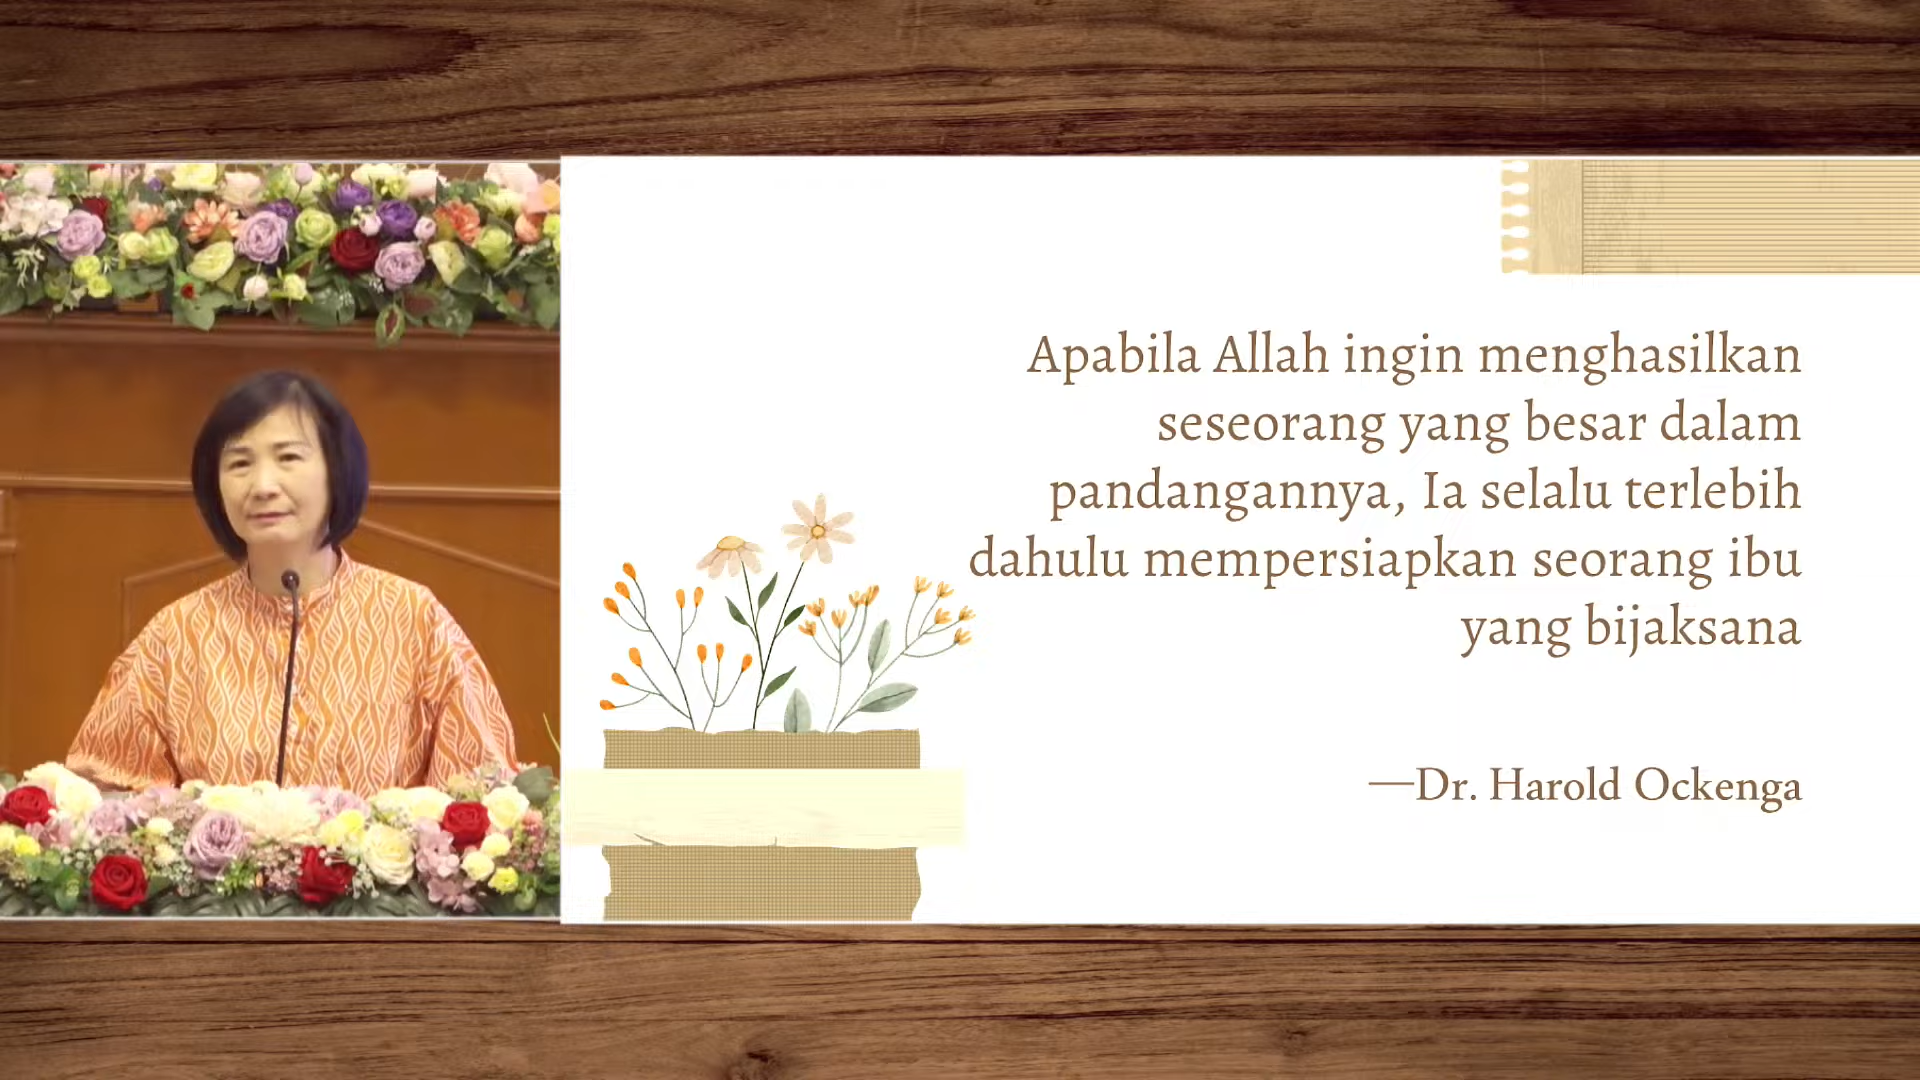 Apabila Allah ingin menghasilkan
seseorang yang besar dalam
pandangannya, Ia selalu terlebih
dahulu mempersiapkan seorang ibu
yang bijaksana
—Dr. Harold Ockenga